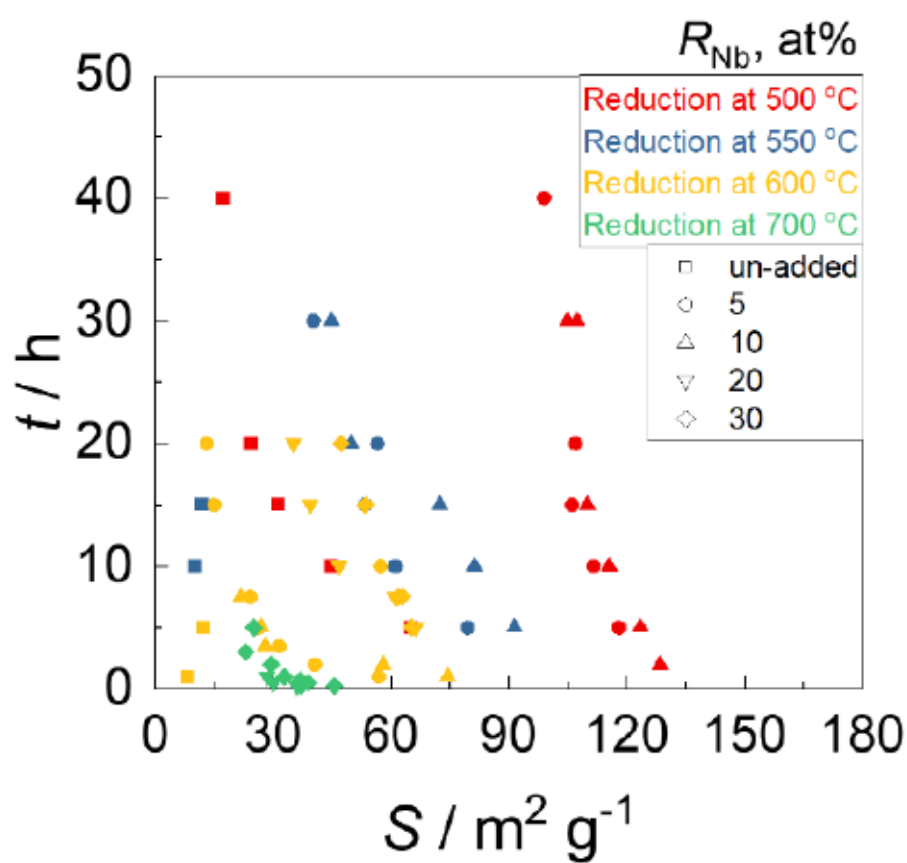 R_Nb, at%
Reduction at 500 °C
Reduction at 550 °C
Reduction at 600 °C
Reduction at 700 °C
un-added
5
10
20
30
50
40
30
20
10
0
t / h
0 30 60 90 120 150 180
S / m² g⁻¹